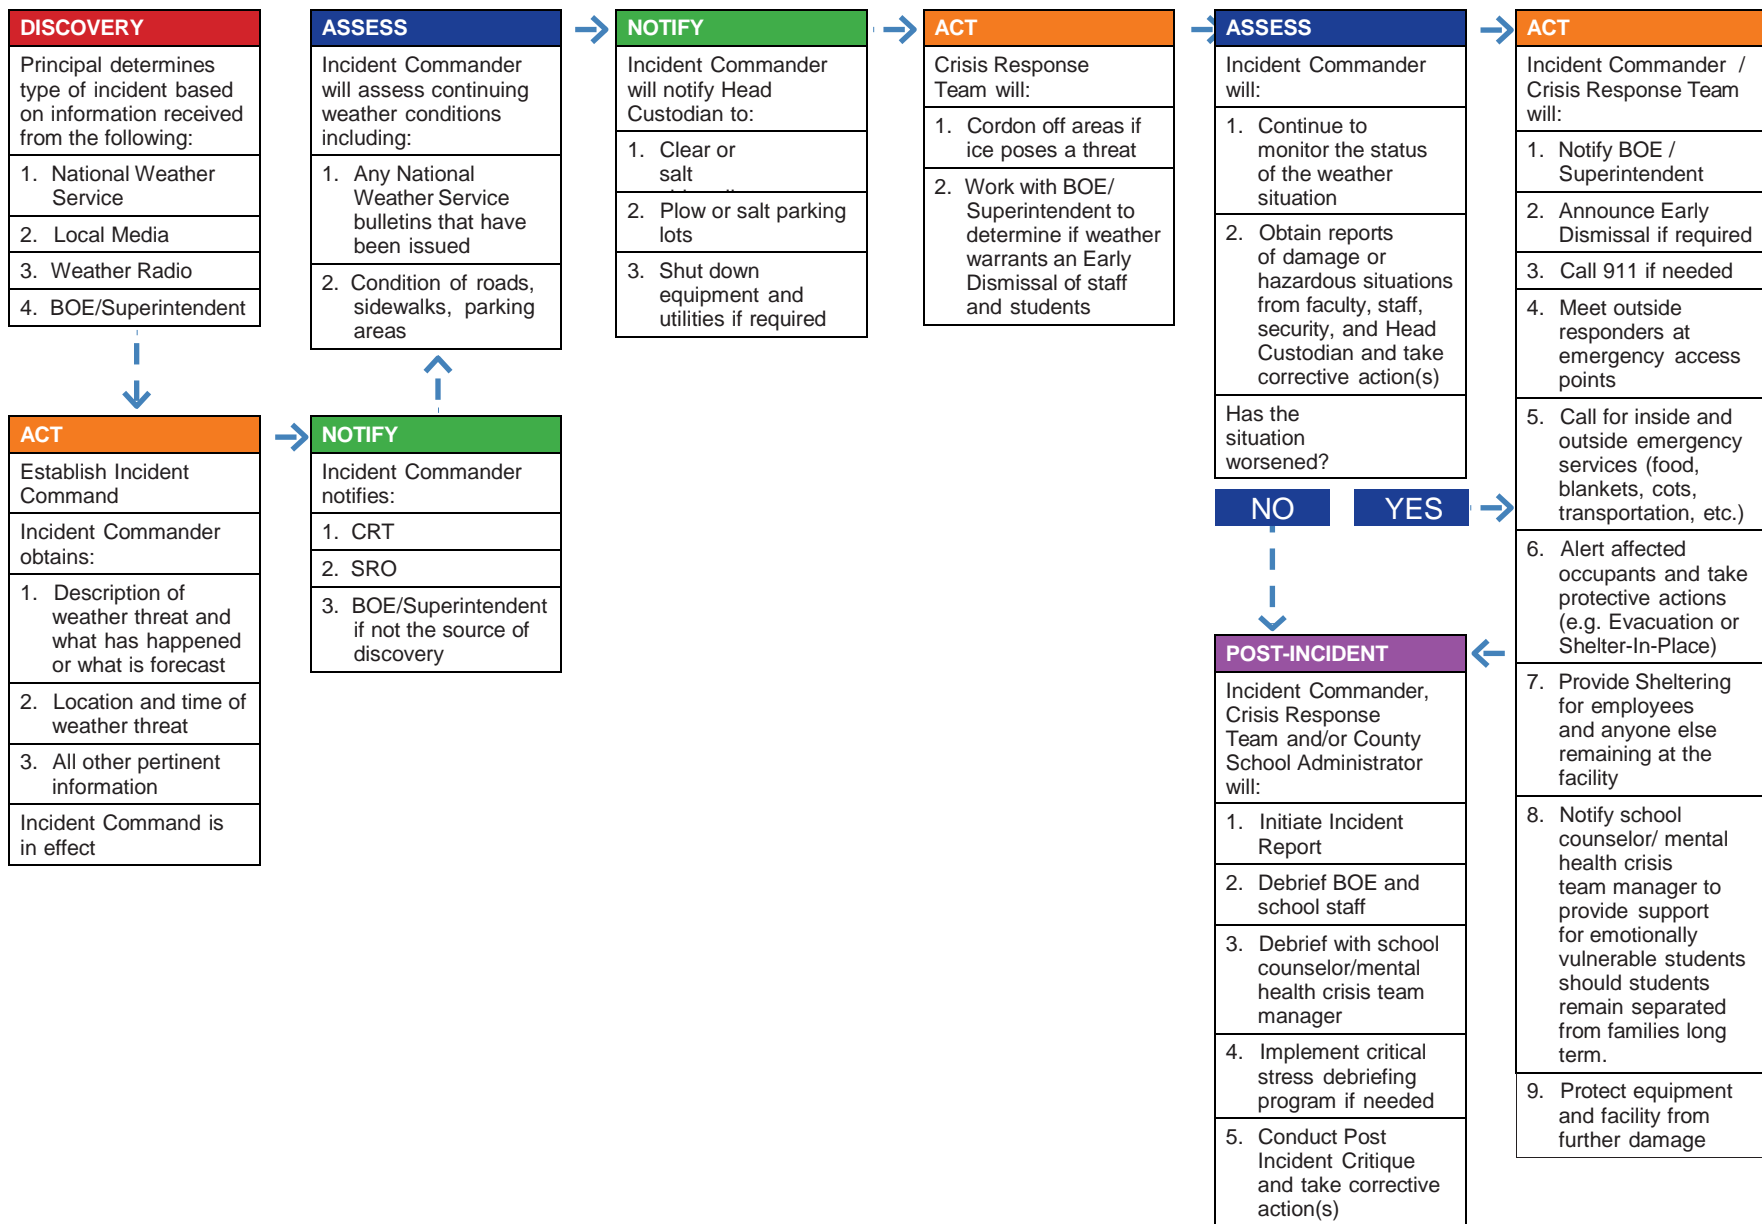 DISCOVERY
Principal determines
type of incident based
on information received
from the following:
1. National Weather
Service
2. Local Media
3. Weather Radio
4. BOE/Superintendent
ACT
Establish Incident
Command
Incident Commander
obtains:
1. Description of
weather threat and
what has happened
or what is forecast
2. Location and time of
weather threat
3. All other pertinent
information
Incident Command is
in effect
NOTIFY
Incident Commander
notifies:
1. CRT
2. SRO
3. BOE/Superintendent
if not the source of
discovery
ASSESS
Incident Commander
will assess continuing
weather conditions
including:
1. Any National
Weather Service
bulletins that have
been issued
2. Condition of roads,
sidewalks, parking
areas
NOTIFY
Incident Commander
will notify Head
Custodian to:
1. Clear or
salt
2. Plow or salt parking
lots
3. Shut down
equipment and
utilities if required
ACT
Crisis Response
Team will:
1. Cordon off areas if
ice poses a threat
2. Work with BOE/
Superintendent to
determine if weather
warrants an Early
Dismissal of staff
and students
ASSESS
Incident Commander
will:
1. Continue to
monitor the status
of the weather
situation
2. Obtain reports
of damage or
hazardous situations
from faculty, staff,
security, and Head
Custodian and take
corrective action(s)
Has the
situation
worsened?
NO
YES
ACT
Incident Commander /
Crisis Response Team
will:
1. Notify BOE /
Superintendent
2. Announce Early
Dismissal if required
3. Call 911 if needed
4. Meet outside
responders at
emergency access
points
5. Call for inside and
outside emergency
services (food,
blankets, cots,
transportation, etc.)
6. Alert affected
occupants and take
protective actions
(e.g. Evacuation or
Shelter-In-Place)
7. Provide Sheltering
for employees
and anyone else
remaining at the
facility
8. Notify school
counselor/ mental
health crisis
team manager to
provide support
for emotionally
vulnerable students
should students
remain separated
from families long
term.
9. Protect equipment
and facility from
further damage
POST-INCIDENT
Incident Commander,
Crisis Response
Team and/or County
School Administrator
will:
1. Initiate Incident
Report
2. Debrief BOE and
school staff
3. Debrief with school
counselor/mental
health crisis team
manager
4. Implement critical
stress debriefing
program if needed
5. Conduct Post
Incident Critique
and take corrective
action(s)